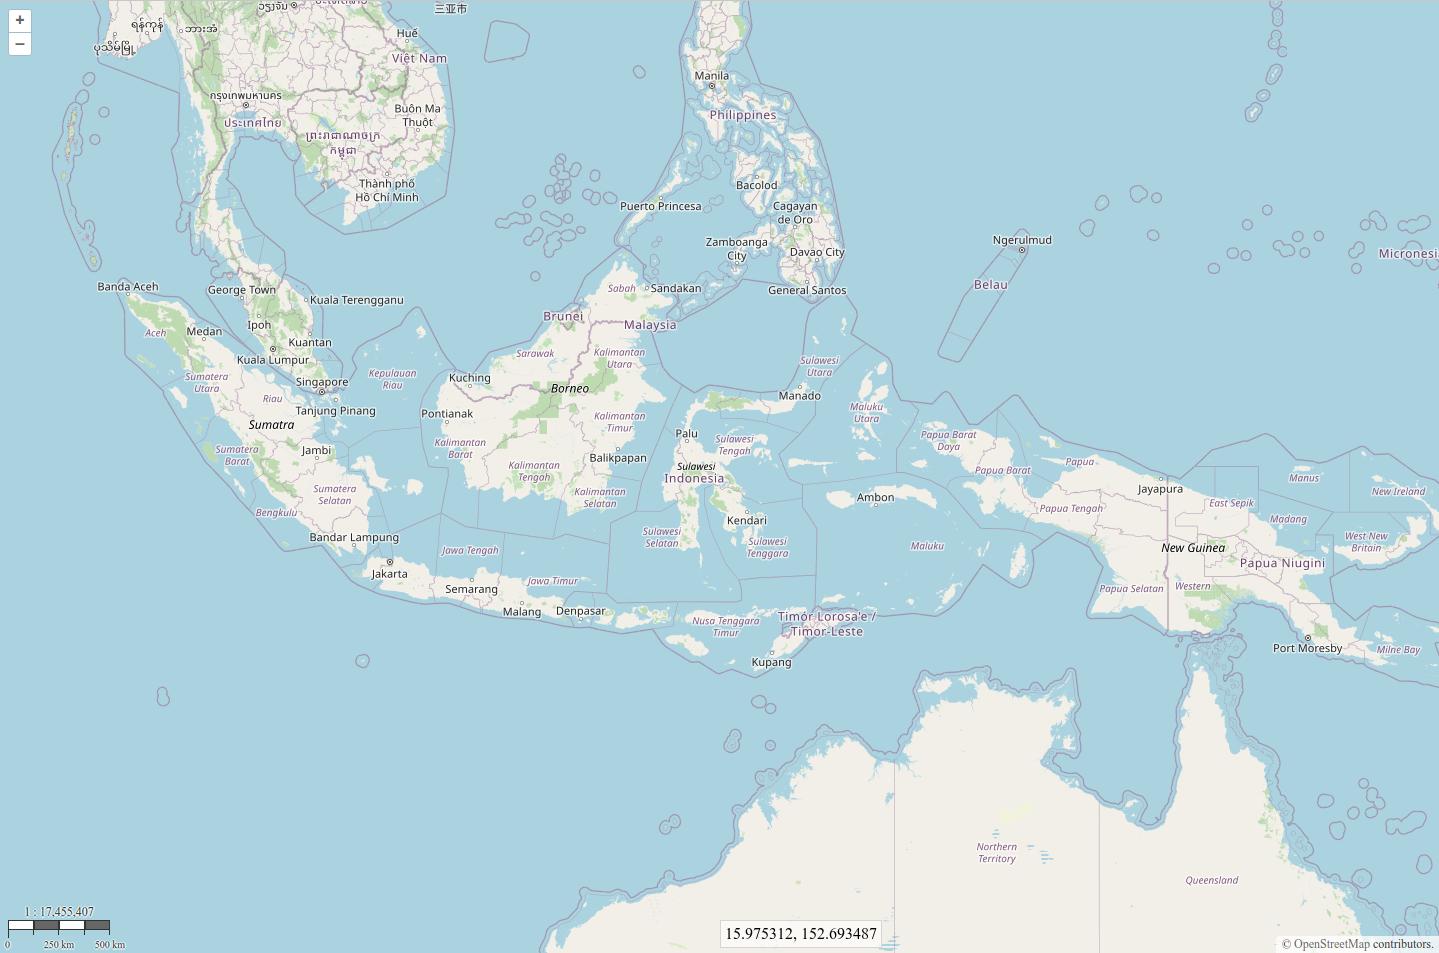 +
–
ရန်ကုန်
ဘားအံ
ပုသိမ်မြို့
三亚市
Huế
Việt Nam
Manila
กรุงเทพมหานคร
ประเทศไทย
Buôn Ma
Thuột
Philippines
ព្រះរាជាណាចក្រ
កម្ពុជា
Thành phố
Hồ Chí Minh
Bacolod
Puerto Princesa
Cagayan
de Oro
Zamboanga
City
Davao City
Ngerulmud
Micronesi
Banda Aceh
George Town
Kuala Terengganu
Sabah
Sandakan
General Santos
Belau
Aceh
Medan
Ipoh
Kuantan
Brunei
Malaysia
Kuala Lumpur
Sarawak
Kalimantan
Utara
Sulawesi
Utara
Sumatera
Utara
Singapore
Kepulauan
Riau
Kuching
Borneo
Riau
Tanjung Pinang
Pontianak
Manado
Maluku
Utara
Sumatra
Kalimantan
Timur
Palu
Sulawesi
Tengah
Papua Barat
Daya
Sumatera
Barat
Jambi
Kalimantan
Barat
Balikpapan
Sulawesi
Indonesia
Papua Barat
Papua
Kalimantan
Tengah
Manus
Sumatera
Selatan
Kalimantan
Selatan
Ambon
Jayapura
New Ireland
Bengkulu
Kendari
Papua Tengah
East Sepik
Madang
Bandar Lampung
Sulawesi
Selatan
Sulawesi
Tenggara
Maluku
New Guinea
West New
Britain
Jawa Tengah
Jakarta
Papua Niugini
Semarang
Jawa Timur
Papua Selatan
Western
Malang
Denpasar
Nusa Tenggara
Timur
Timór Lorosa'e /
Timor-Leste
Kupang
Port Moresby
Milne Bay
Northern
Territory
Queensland
1 : 17,455,407
0 250 km 500 km
15.975312, 152.693487
© OpenStreetMap contributors.